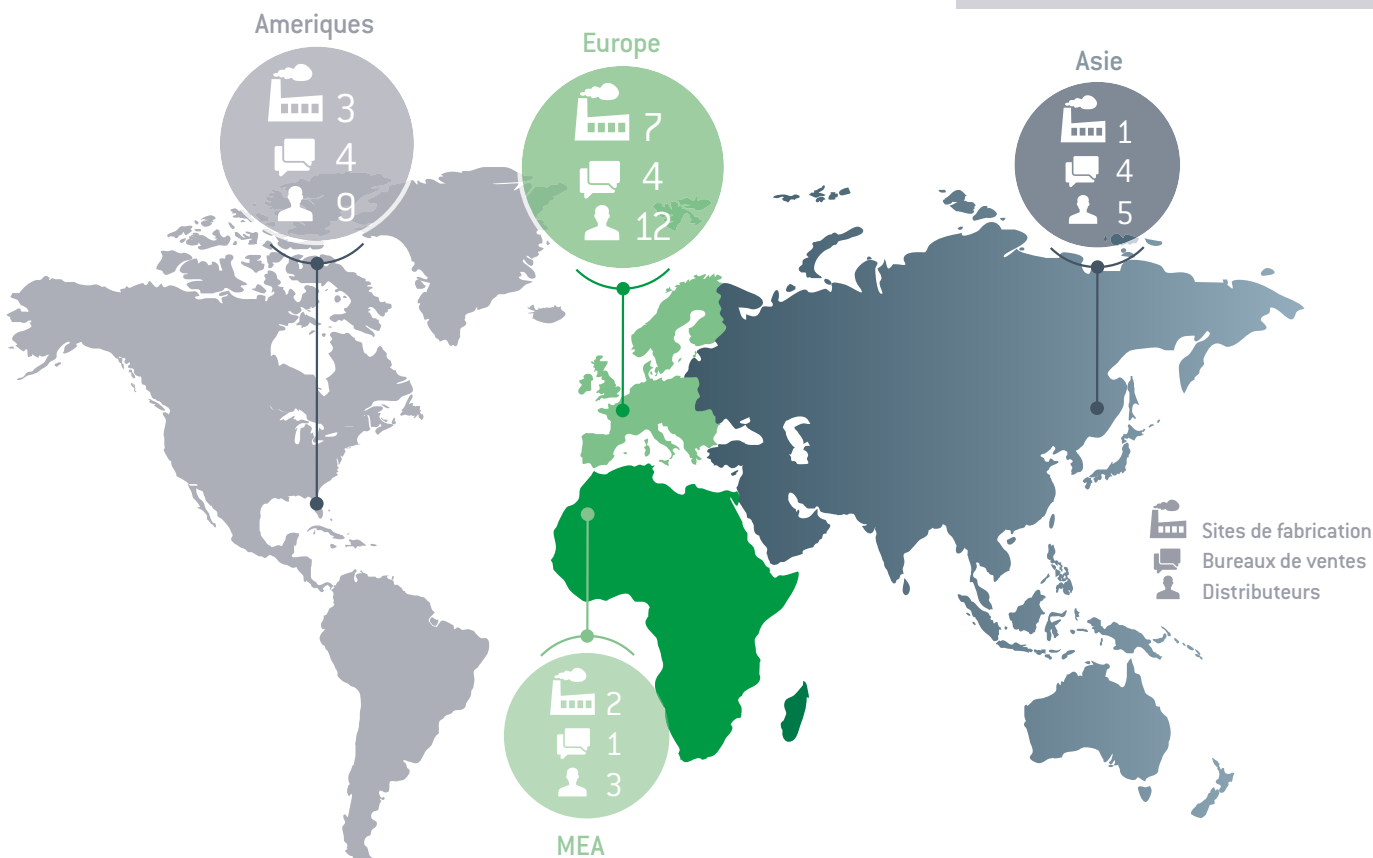 Ameriques
3
4
9
Europe
7
4
12
Asie
1
4
5
Sites de fabrication
Bureaux de ventes
Distributeurs
2
1
3
MEA